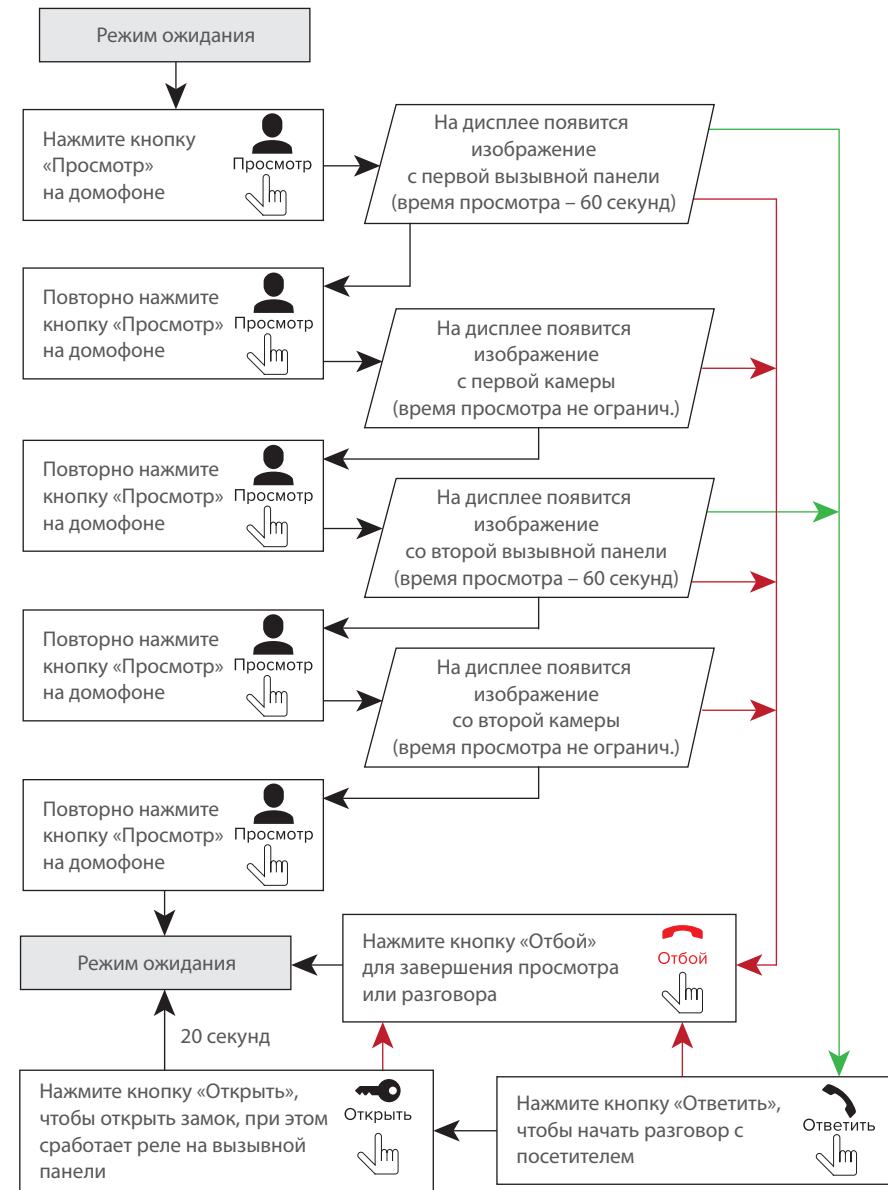 Режим ожидания
Нажмите кнопку
«Просмотр»
на домофоне
Просмотр
На дисплее появится
изображение
с первой вызывной панели
(время просмотра – 60 секунд)
Повторно нажмите
кнопку «Просмотр»
на домофоне
Просмотр
На дисплее появится
изображение
с первой камеры
(время просмотра не огранич.)
Повторно нажмите
кнопку «Просмотр»
на домофоне
Просмотр
На дисплее появится
изображение
со второй вызывной панели
(время просмотра – 60 секунд)
Повторно нажмите
кнопку «Просмотр»
на домофоне
Просмотр
На дисплее появится
изображение
со второй камеры
(время просмотра не огранич.)
Повторно нажмите
кнопку «Просмотр»
на домофоне
Просмотр
Режим ожидания
Нажмите кнопку «Отбой»
для завершения просмотра
или разговора
Отбой
20 секунд
Нажмите кнопку «Открыть»,
чтобы открыть замок, при этом
сработает реле на вызывной
панели
Открыть
Нажмите кнопку «Ответить»,
чтобы начать разговор с
посетителем
Ответить